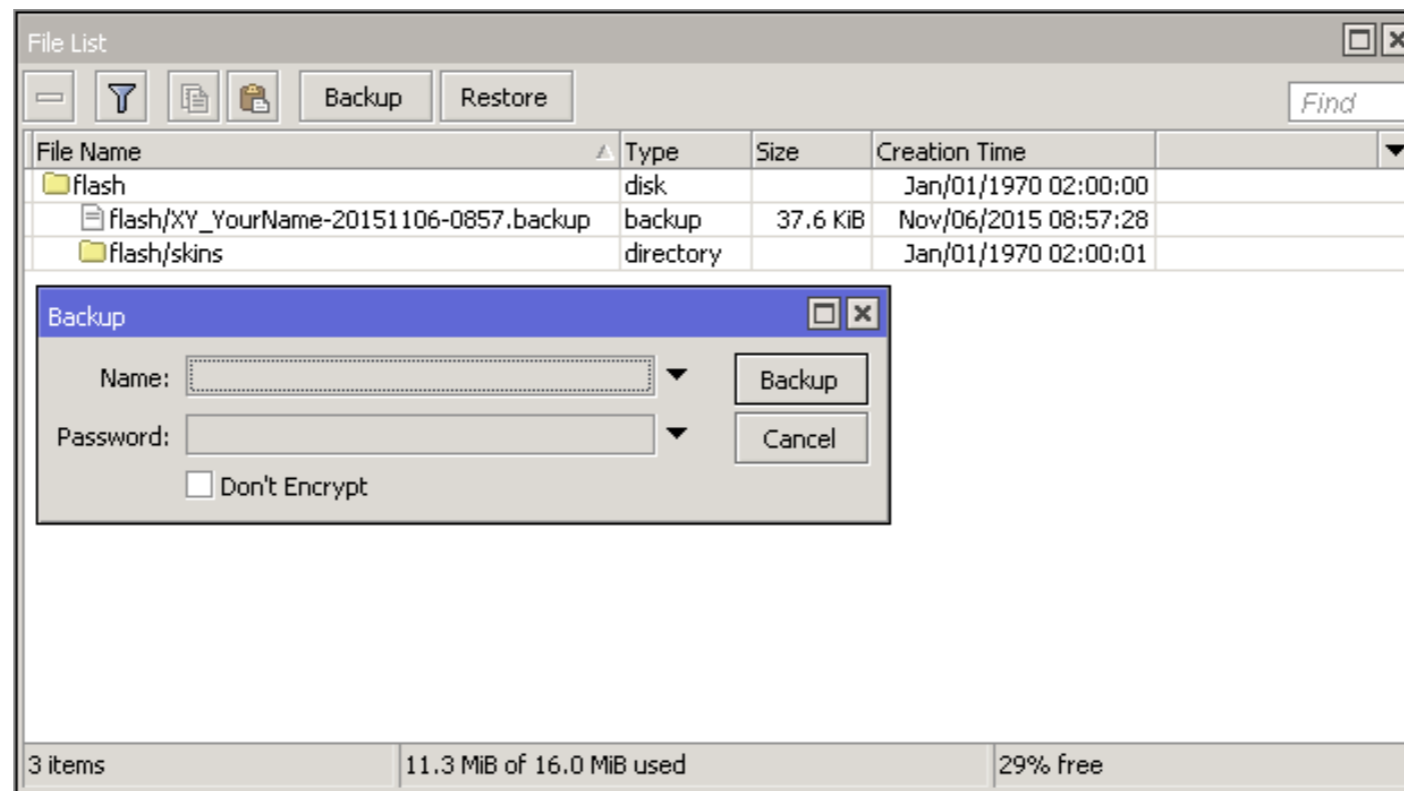 File List
Backup Restore Find
File Name Type Size Creation Time
flash disk Jan/01/1970 02:00:00
flash/XY_YourName-20151106-0857.backup backup 37.6 KiB Nov/06/2015 08:57:28
flash/skins directory Jan/01/1970 02:00:01
Backup
Name: Backup
Password: Cancel
Don't Encrypt
3 items 11.3 MiB of 16.0 MiB used 29% free